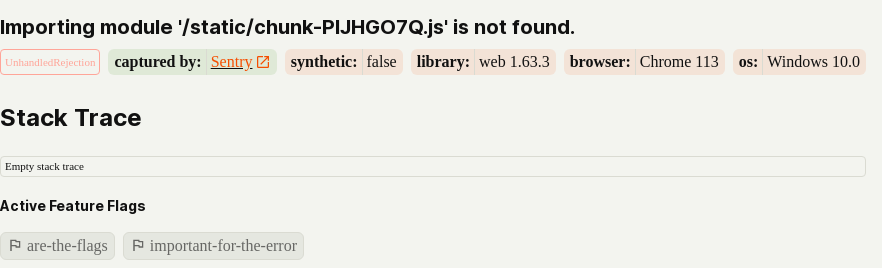 Importing module '/static/chunk-PIJHGO7Q.js' is not found.
UnhandledRejection captured by: Sentry synthetic: false library: web 1.63.3 browser: Chrome 113 os: Windows 10.0
Stack Trace
Empty stack trace
Active Feature Flags
are-the-flags important-for-the-error